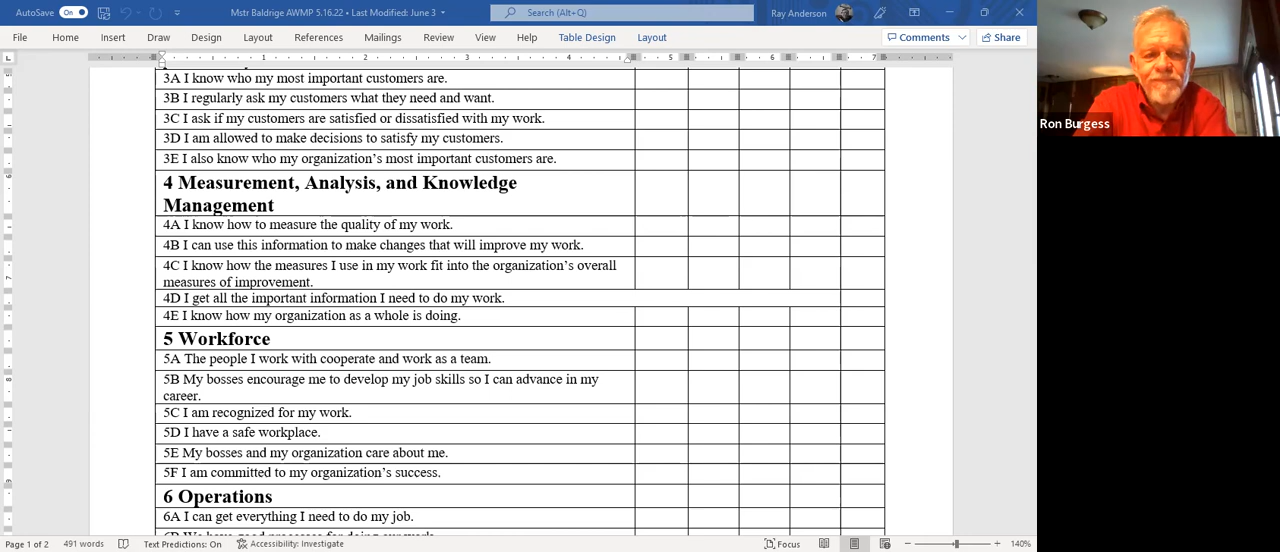 AutoSave On Mstr Baldrige AWMP 5.16.22 • Last Modified: June 3 Search (Alt+Q) Ray Anderson
File Home Insert Draw Design Layout References Mailings Review View Help Table Design Layout Comments Share
1 2 3 4 5 6 7
3A I know who my most important customers are.
3B I regularly ask my customers what they need and want.
3C I ask if my customers are satisfied or dissatisfied with my work.
3D I am allowed to make decisions to satisfy my customers.
3E I also know who my organization’s most important customers are.
4 Measurement, Analysis, and Knowledge
Management
4A I know how to measure the quality of my work.
4B I can use this information to make changes that will improve my work.
4C I know how the measures I use in my work fit into the organization’s overall
measures of improvement.
4D I get all the important information I need to do my work.
4E I know how my organization as a whole is doing.
5 Workforce
5A The people I work with cooperate and work as a team.
5B My bosses encourage me to develop my job skills so I can advance in my
career.
5C I am recognized for my work.
5D I have a safe workplace.
5E My bosses and my organization care about me.
5F I am committed to my organization’s success.
6 Operations
6A I can get everything I need to do my job.
Page 1 of 2 491 words Text Predictions: On Accessibility: Investigate Focus 140%
Ron Burgess